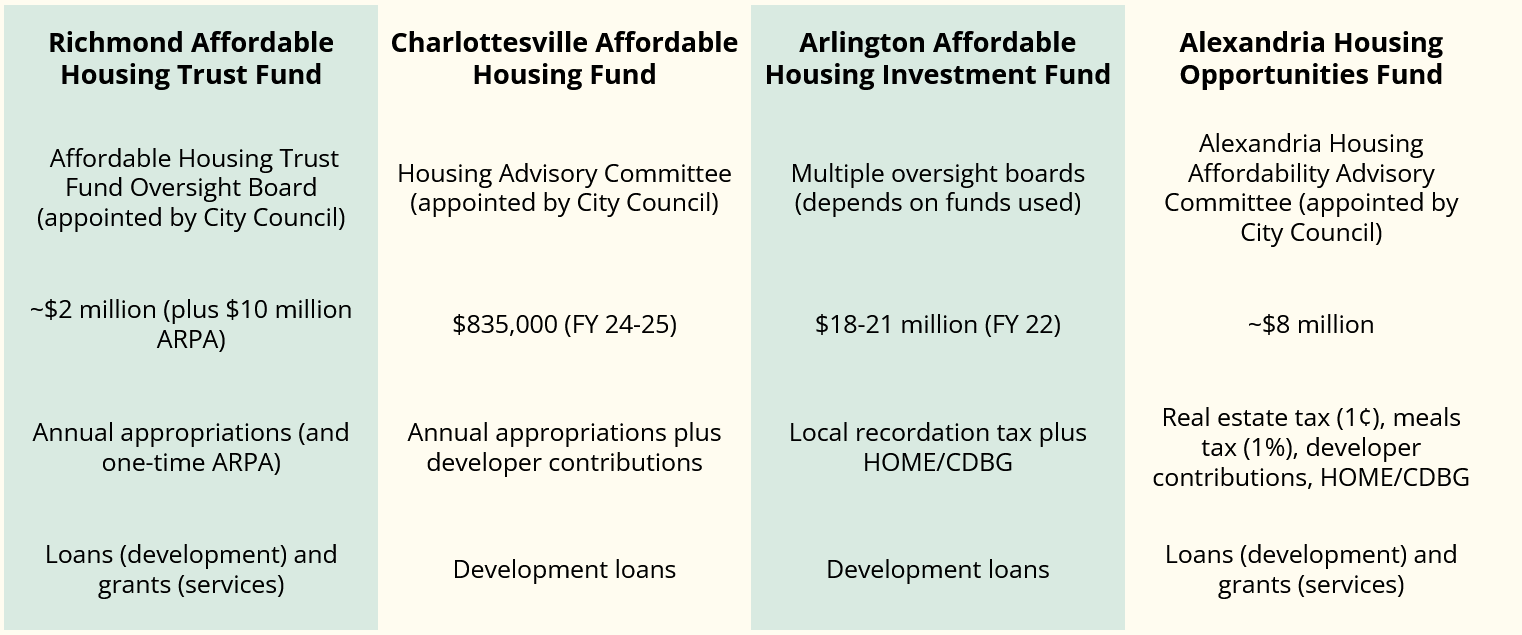 Richmond Affordable
Housing Trust Fund
Charlottesville Affordable
Housing Fund
Arlington Affordable
Housing Investment Fund
Alexandria Housing
Opportunities Fund
Affordable Housing Trust
Fund Oversight Board
(appointed by City Council)
Housing Advisory Committee
(appointed by City Council)
Multiple oversight boards
(depends on funds used)
Alexandria Housing
Affordability Advisory
Committee (appointed by
City Council)
~$2 million (plus $10 million
ARPA)
$835,000 (FY 24-25)
$18-21 million (FY 22)
~$8 million
Annual appropriations (and
one-time ARPA)
Annual appropriations plus
developer contributions
Local recordation tax plus
HOME/CDBG
Real estate tax (1¢), meals
tax (1%), developer
contributions, HOME/CDBG
Loans (development) and
grants (services)
Development loans
Development loans
Loans (development) and
grants (services)